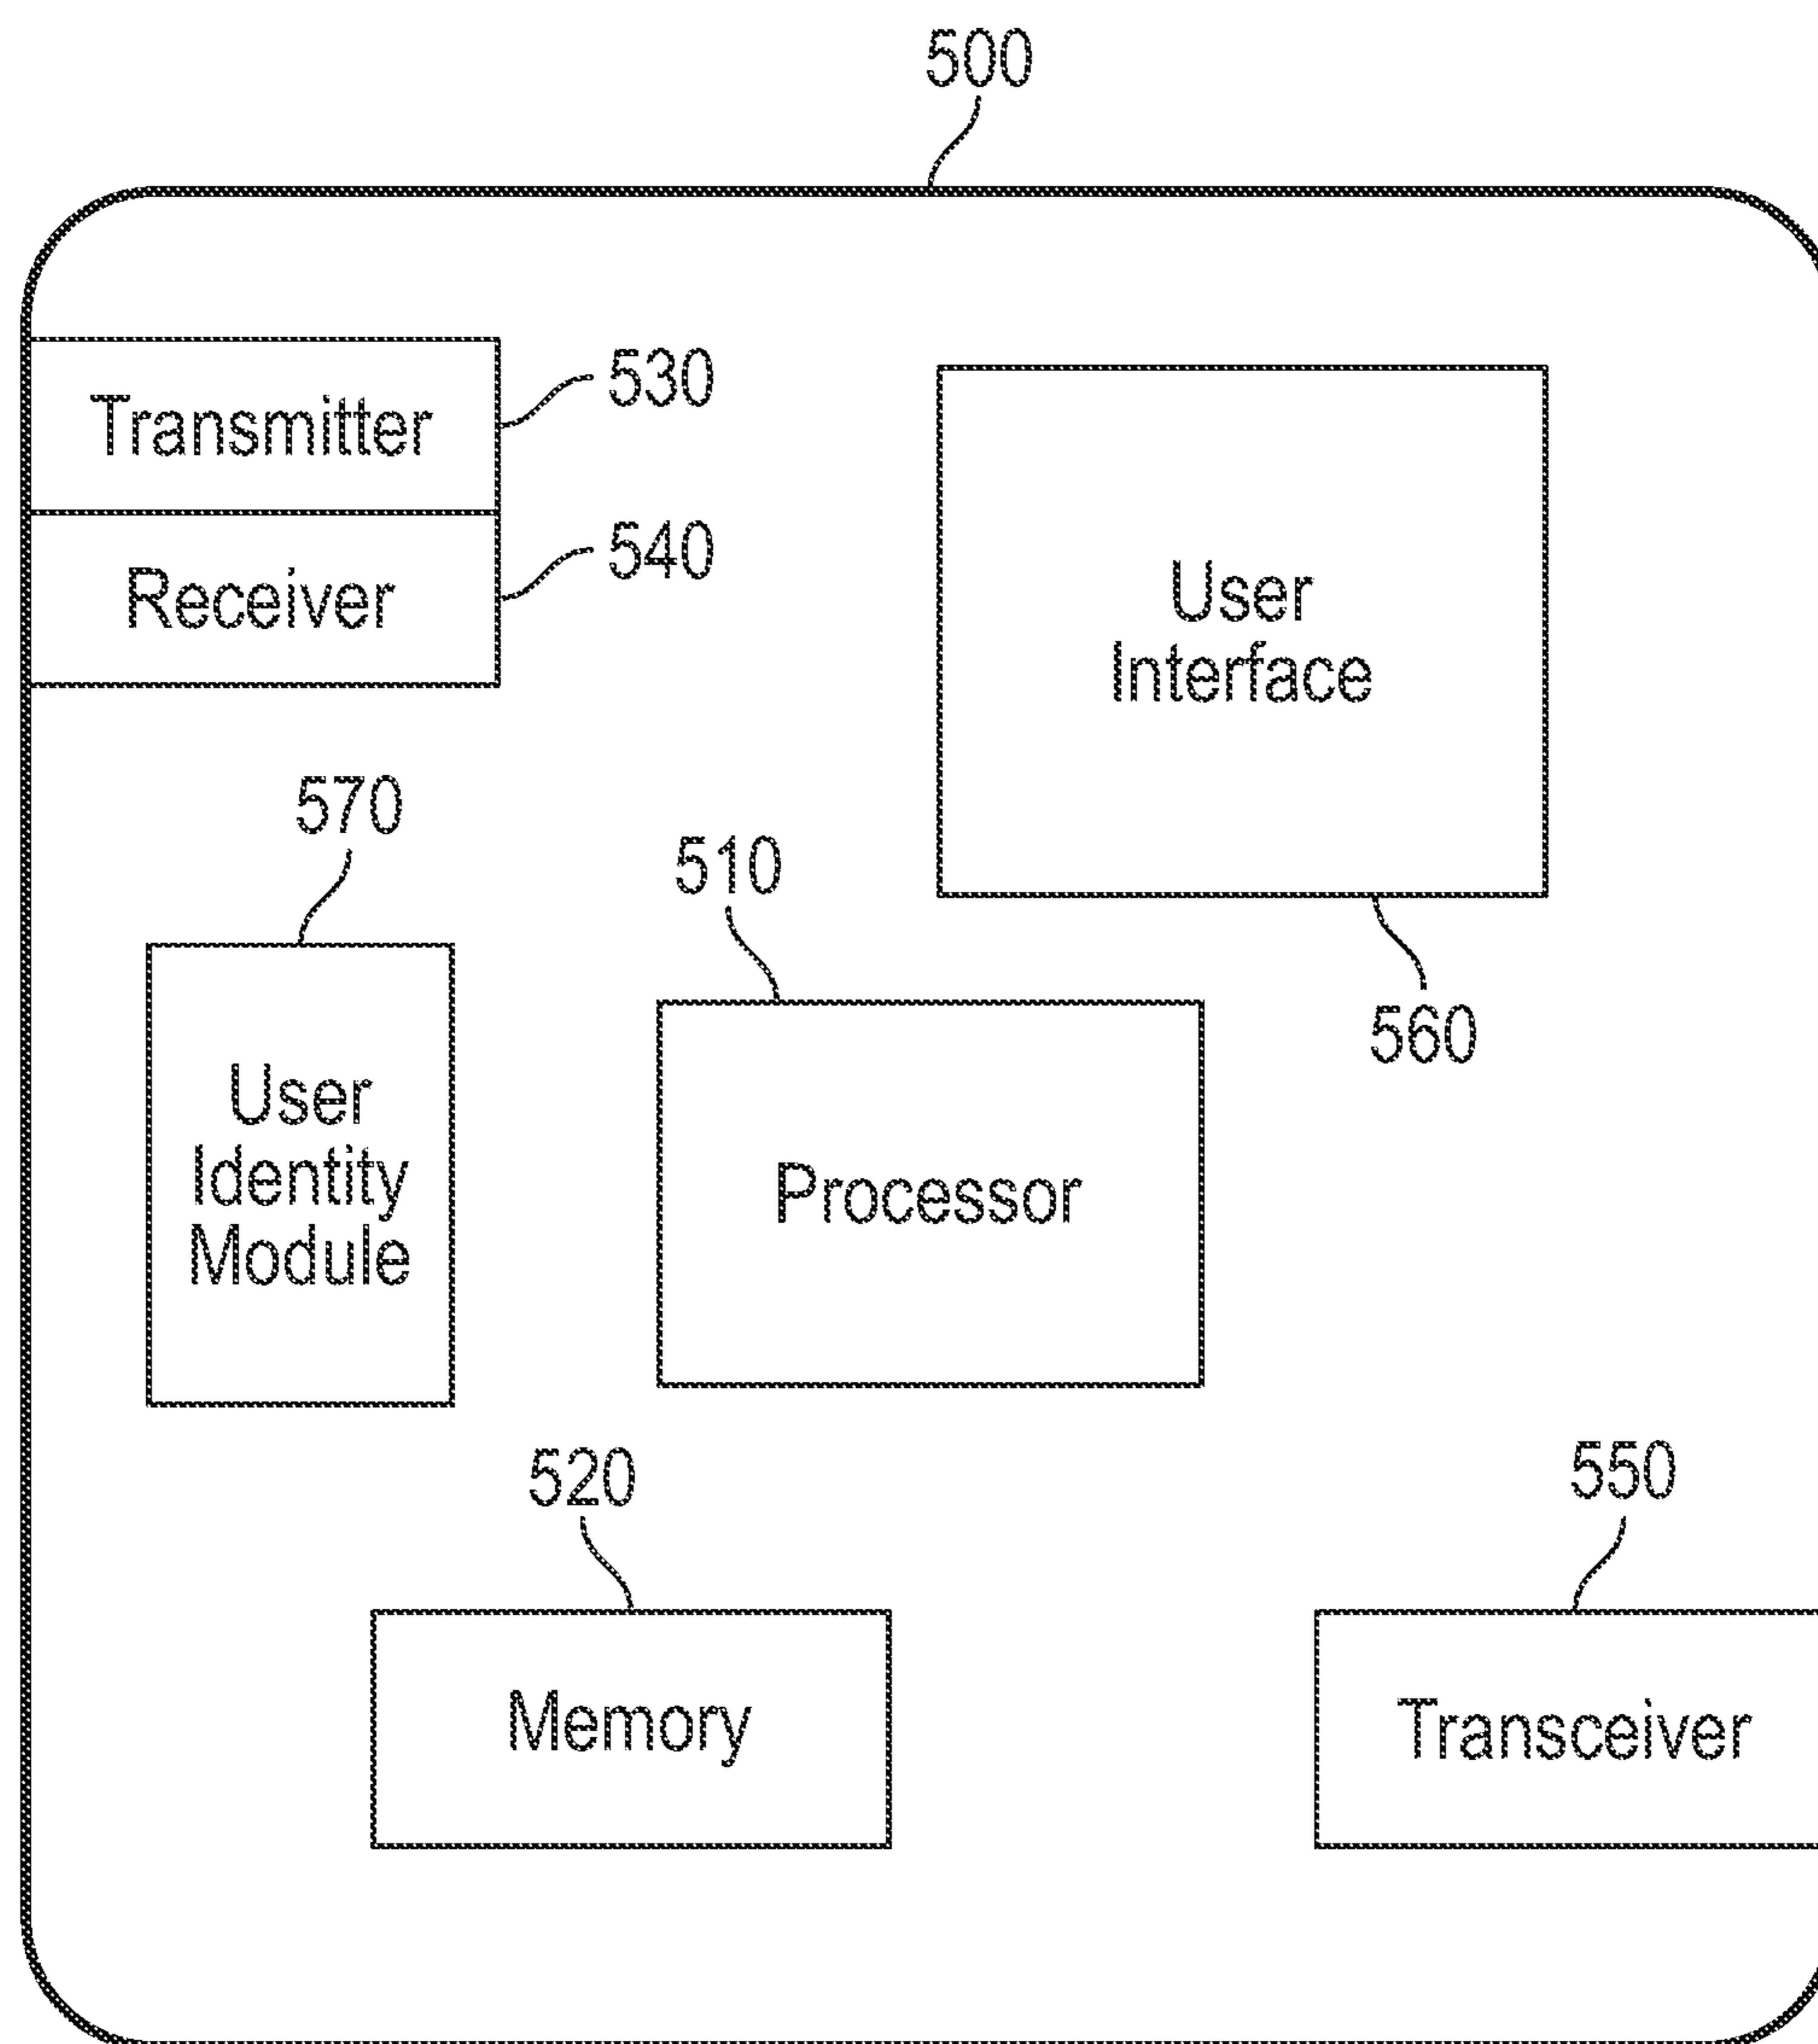 500
Transmitter
530
Receiver
540
User
Interface
560
570
User
Identity
Module
510
Processor
520
Memory
550
Transceiver